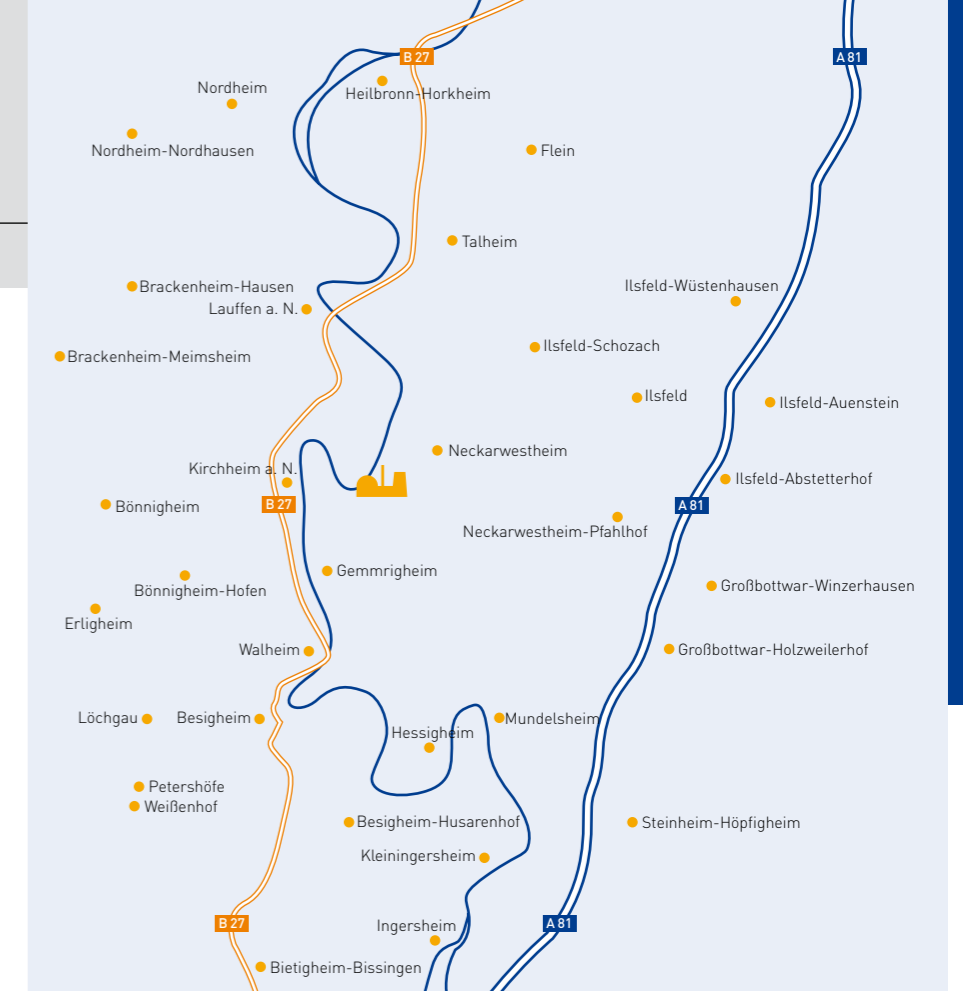 B 27
A 81
Nordheim
Heilbronn-Horkheim
Nordheim-Nordhausen
Flein
Talheim
Brackenheim-Hausen
Ilsfeld-Wüstenhausen
Lauffen a. N.
Ilsfeld-Schozach
Brackenheim-Meimsheim
Ilsfeld
Ilsfeld-Auenstein
Neckarwestheim
Kirchheim a. N.
Ilsfeld-Abstetterhof
B 27
A 81
Bönnigheim
Neckarwestheim-Pfahlhof
Gemmrigheim
Großbottwar-Winzerhausen
Bönnigheim-Hofen
Erligheim
Walheim
Großbottwar-Holzweilerhof
Löchgau
Besigheim
Mundelsheim
Hessigheim
Petershöfe
Weißenhof
Besigheim-Husarenhof
Steinheim-Höpfigheim
Kleiningersheim
B 27
A 81
Ingersheim
Bietigheim-Bissingen